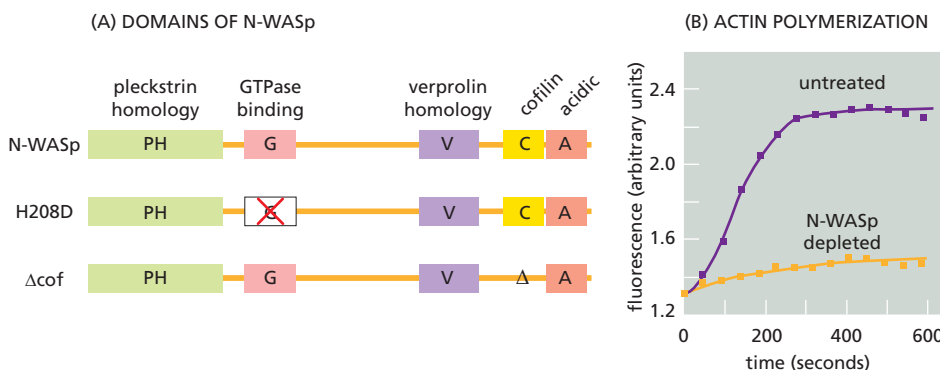 (A) DOMAINS OF N-WASp
pleckstrin homology
GTPase binding
verprolin homology
cofilin
acidic
N-WASp PH G V C A
H208D PH G V C A
Δcof PH G V Δ A
(B) ACTIN POLYMERIZATION
fluorescence (arbitrary units)
2.4
2.0
1.6
1.2
untreated
N-WASp
depleted
0 200 400 600
time (seconds)